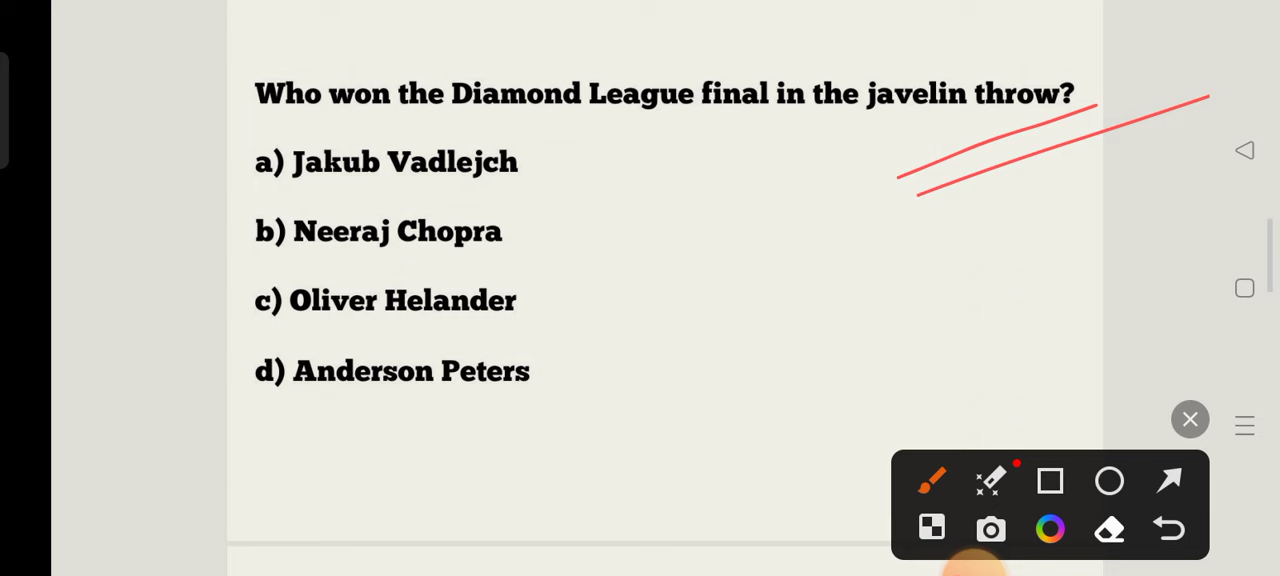 Who won the Diamond League final in the javelin throw?
a) Jakub Vadlejch
b) Neeraj Chopra
c) Oliver Helander
d) Anderson Peters